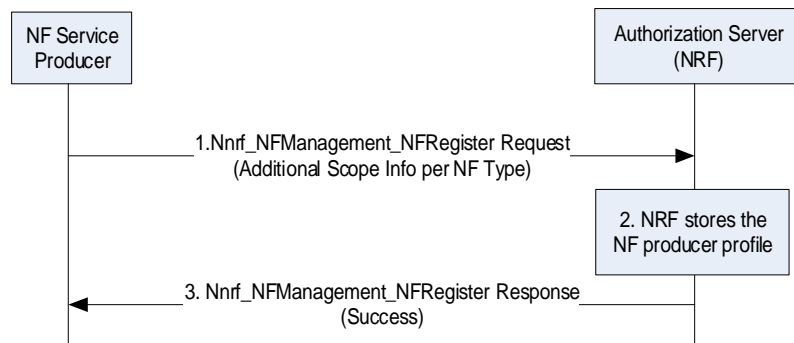 NF Service
Producer
Authorization Server
(NRF)
1.Nnrf_NFManagement_NFRegister Request
(Additional Scope Info per NF Type)
2. NRF stores the
NF producer profile
3. Nnrf_NFManagement_NFRegister Response
(Success)